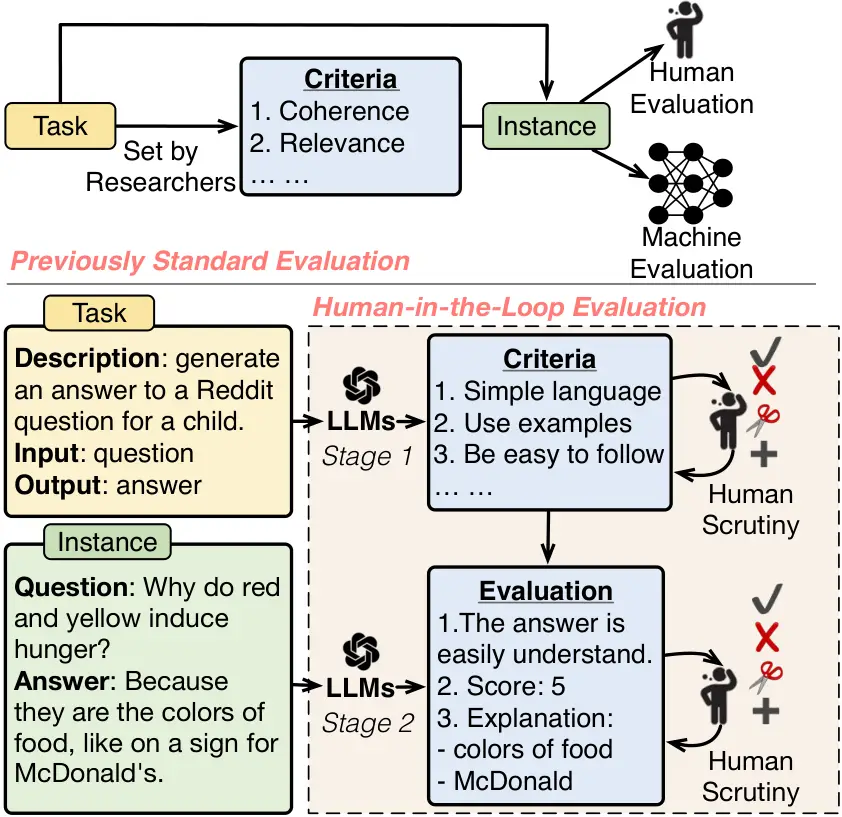 Task
Set by
Researchers
Criteria
1. Coherence
2. Relevance
... ...
Instance
Human
Evaluation
Machine
Evaluation
Previously Standard Evaluation
Human-in-the-Loop Evaluation
Task
Description: generate
an answer to a Reddit
question for a child.
Input: question
Output: answer
LLMs
Stage 1
Criteria
1. Simple language
2. Use examples
3. Be easy to follow
... ...
Human
Scrutiny
Instance
Question: Why do red
and yellow induce
hunger?
Answer: Because
they are the colors of
food, like on a sign for
McDonald's.
LLMs
Stage 2
Evaluation
1.The answer is
easily understand.
2. Score: 5
3. Explanation:
- colors of food
- McDonald
Human
Scrutiny